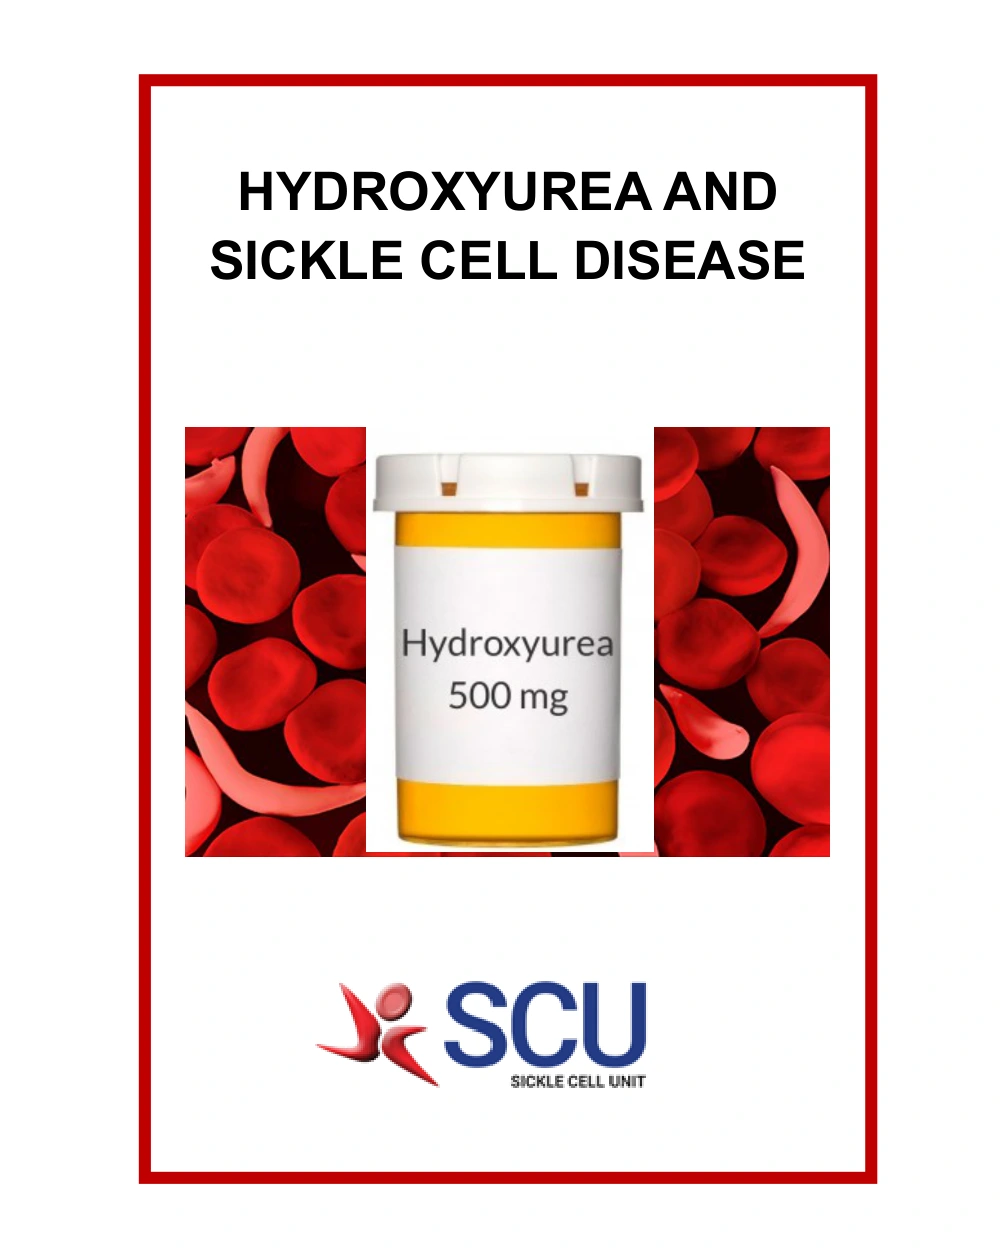 HYDROXYUREA AND
SICKLE CELL DISEASE
Hydroxyurea
500 mg
SCU
SICKLE CELL UNIT